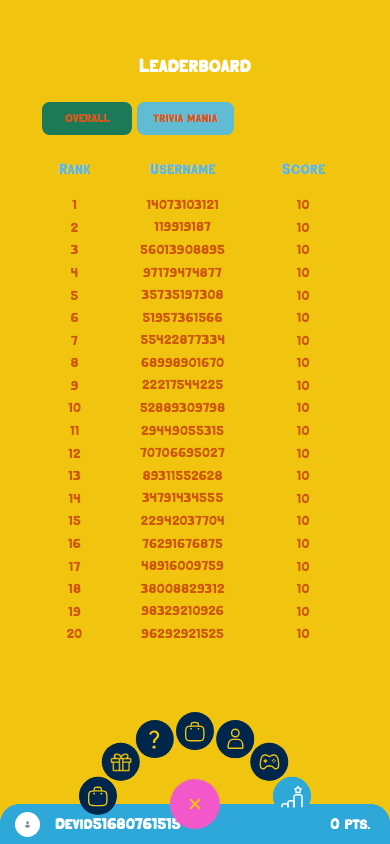 Leaderboard
OVERALL TRIVIA MANIA
Rank Username Score
1 14073103121 10
2 119919187 10
3 56013908895 10
4 97179474877 10
5 35735197308 10
6 51957361566 10
7 55422877334 10
8 68998901670 10
9 22217544225 10
10 52889309798 10
11 29449055315 10
12 70706695027 10
13 89311552628 10
14 34791434555 10
15 22942037704 10
16 76291676875 10
17 48916009759 10
18 38008829312 10
19 98329210926 10
20 96292921525 10
?
Devid51680761515 0 PTS.